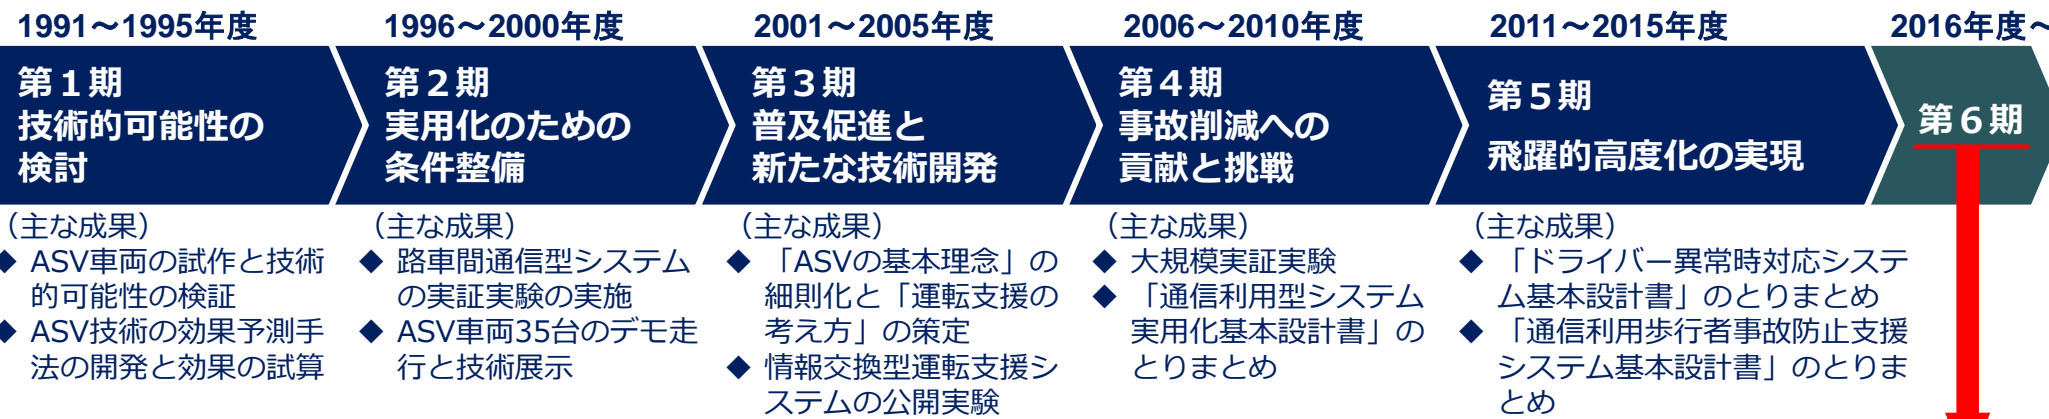 1991～1995年度
1996～2000年度
2001～2005年度
2006～2010年度
2011～2015年度
2016年度～
第１期
技術的可能性の
検討
第２期
実用化のための
条件整備
第３期
普及促進と
新たな技術開発
第４期
事故削減への
貢献と挑戦
第５期
飛躍的高度化の実現
第６期
（主な成果）
◆ ASV車両の試作と技術
的可能性の検証
◆ ASV技術の効果予測手
法の開発と効果の試算
（主な成果）
◆ 路車間通信型システム
の実証実験の実施
◆ ASV車両35台のデモ走
行と技術展示
（主な成果）
◆ 「ASVの基本理念」の
細則化と「運転支援の
考え方」の策定
◆ 情報交換型運転支援シ
ステムの公開実験
（主な成果）
◆ 大規模実証実験
◆ 「通信利用型システム
実用化基本設計書」の
とりまとめ
（主な成果）
◆ 「ドライバー異常時対応システ
ム基本設計書」のとりまとめ
◆ 「通信利用歩行者事故防止支援
システム基本設計書」のとりま
とめ